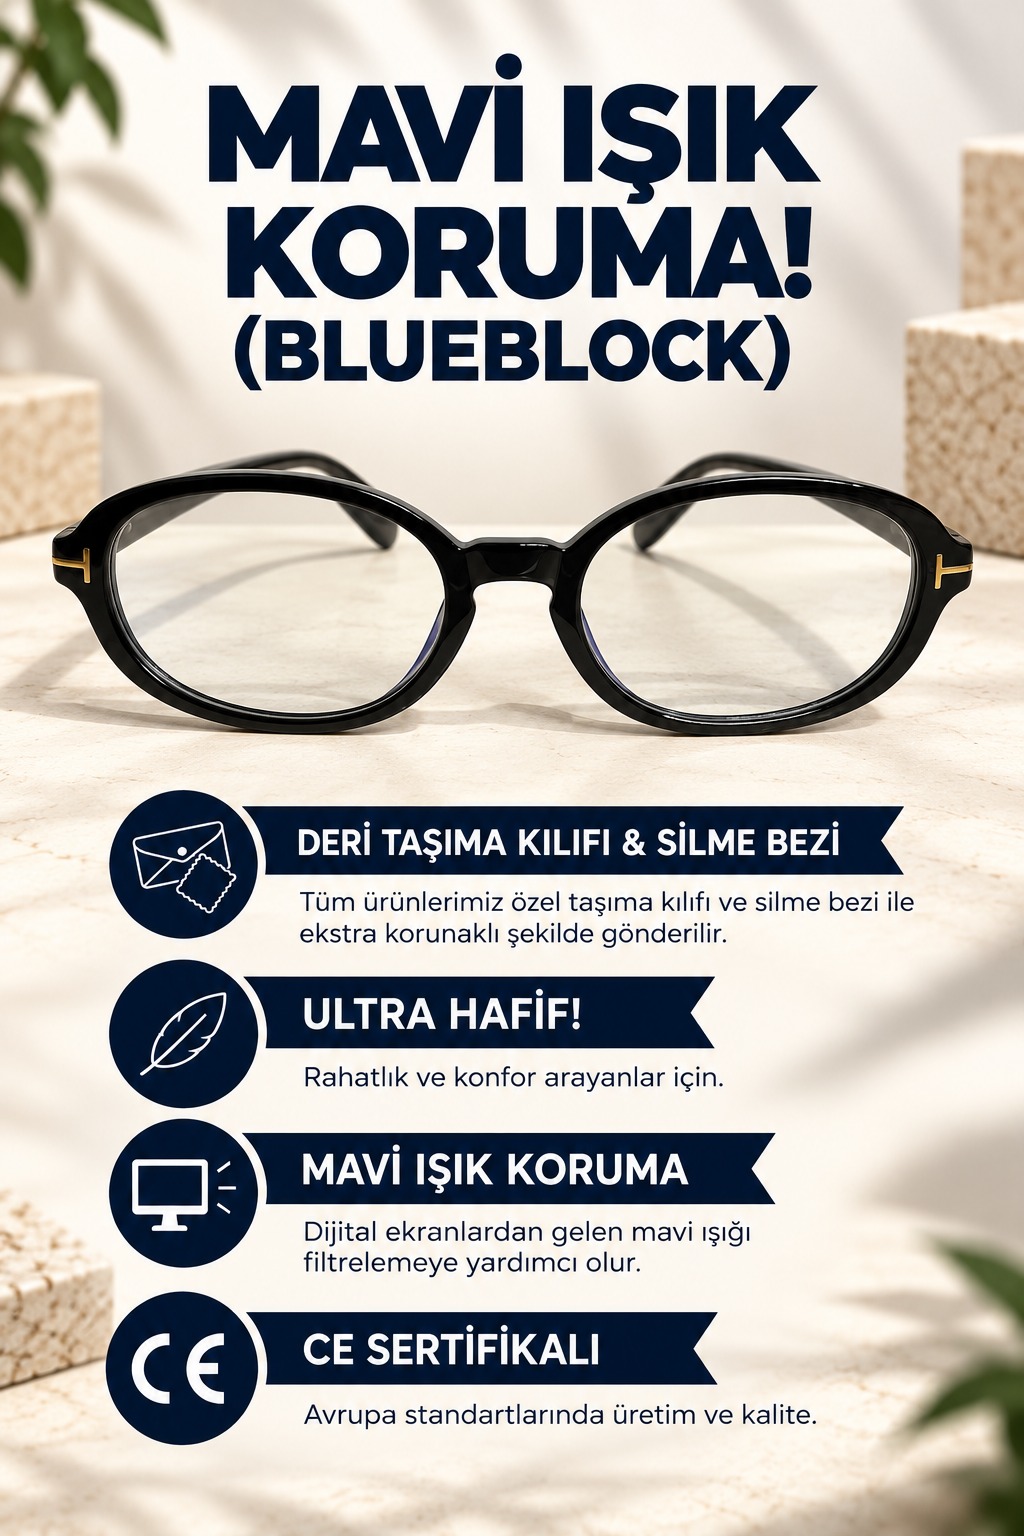 MAVİ IŞIK
KORUMA!
(BLUEBLOCK)
DERİ TAŞIMA KILIFI & SİLME BEZİ
Tüm ürünlerimiz özel taşıma kılıfı ve silme bezi ile
ekstra korunaklı şekilde gönderilir.
ULTRA HAFİF!
Rahatlık ve konfor arayanlar için.
MAVİ IŞIK KORUMA
Dijital ekranlardan gelen mavi ışığı
filtrelemeye yardımcı olur.
CE
CE SERTİFİKALI
Avrupa standartlarında üretim ve kalite.